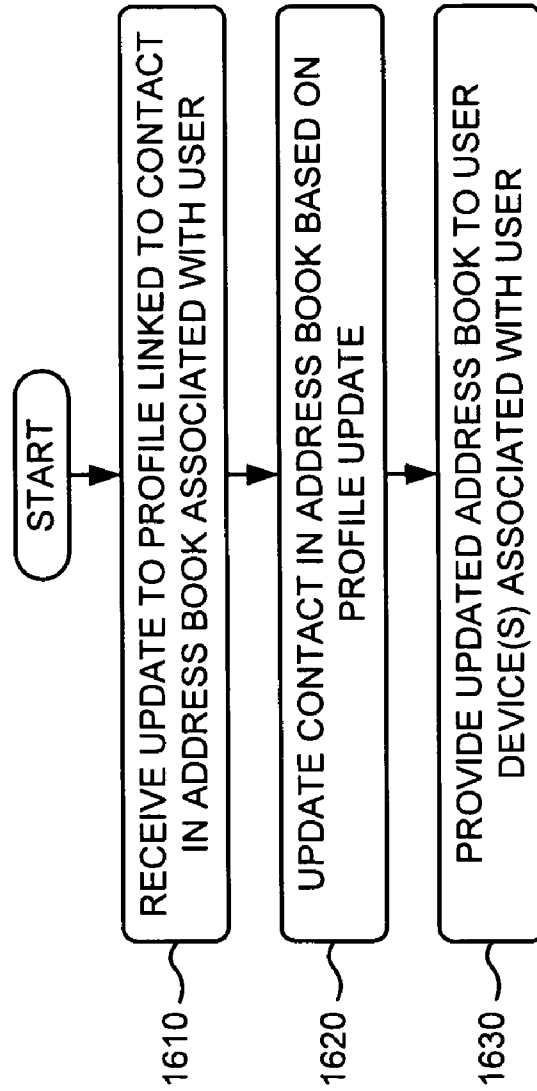 START
1610
RECEIVE UPDATE TO PROFILE LINKED TO CONTACT
IN ADDRESS BOOK ASSOCIATED WITH USER
1620
UPDATE CONTACT IN ADDRESS BOOK BASED ON
PROFILE UPDATE
1630
PROVIDE UPDATED ADDRESS BOOK TO USER
DEVICE(S) ASSOCIATED WITH USER